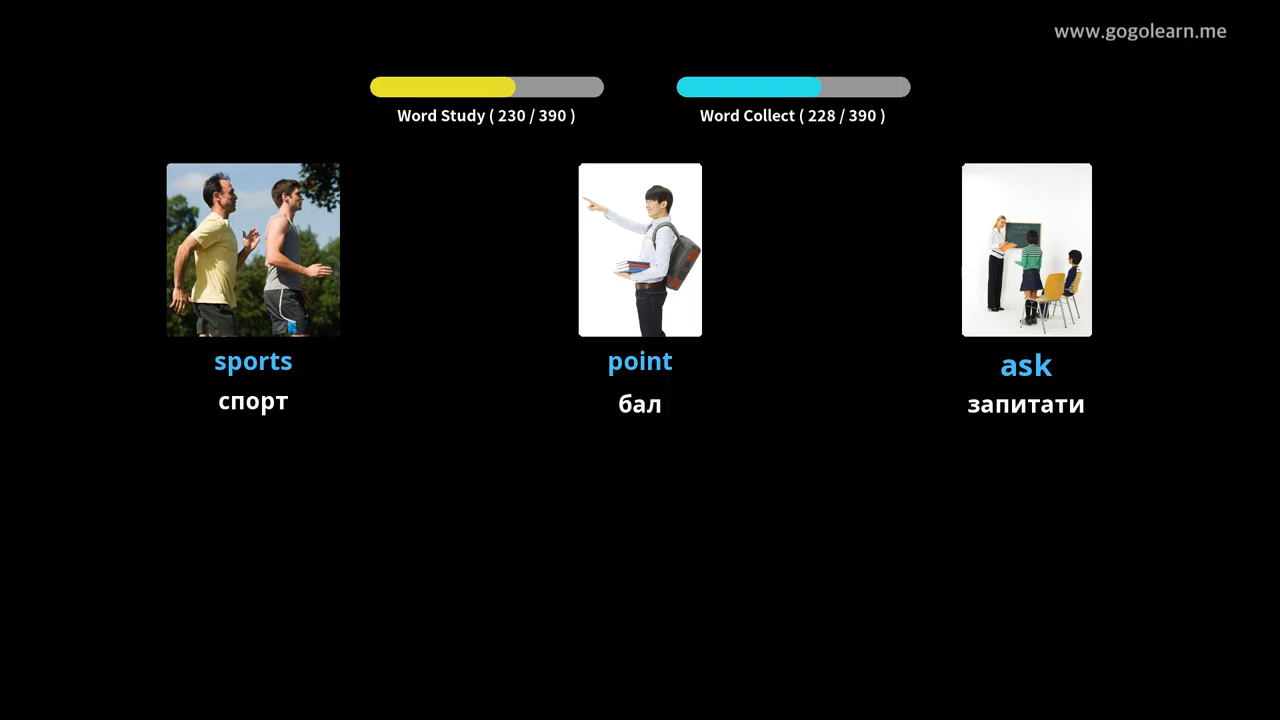 www.gogolearn.me
Word Study ( 230 / 390 )
Word Collect ( 228 / 390 )
sports
point
ask
спорт
бал
запитати